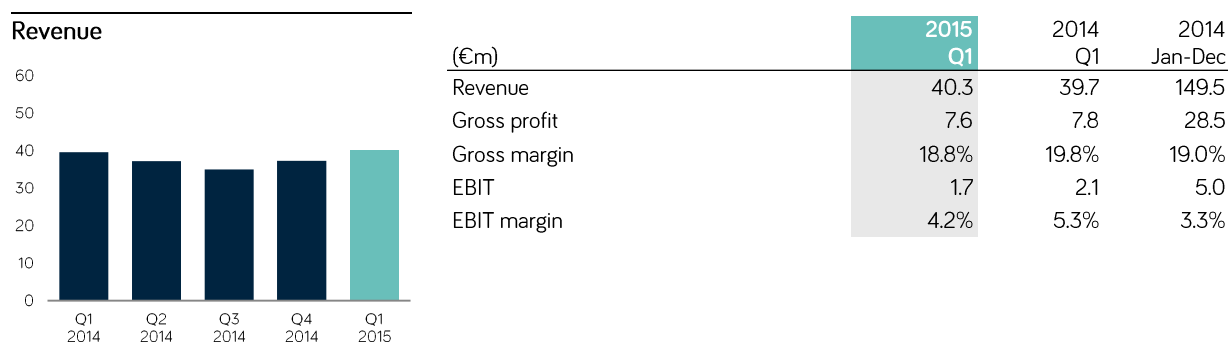 Revenue
60
50
40
30
20
10
0
Q1 Q2 Q3 Q4 Q1
2014 2014 2014 2014 2015
2015 2014 2014
(€m) Q1 Q1 Jan-Dec
Revenue 40.3 39.7 149.5
Gross profit 7.6 7.8 28.5
Gross margin 18.8% 19.8% 19.0%
EBIT 1.7 2.1 5.0
EBIT margin 4.2% 5.3% 3.3%